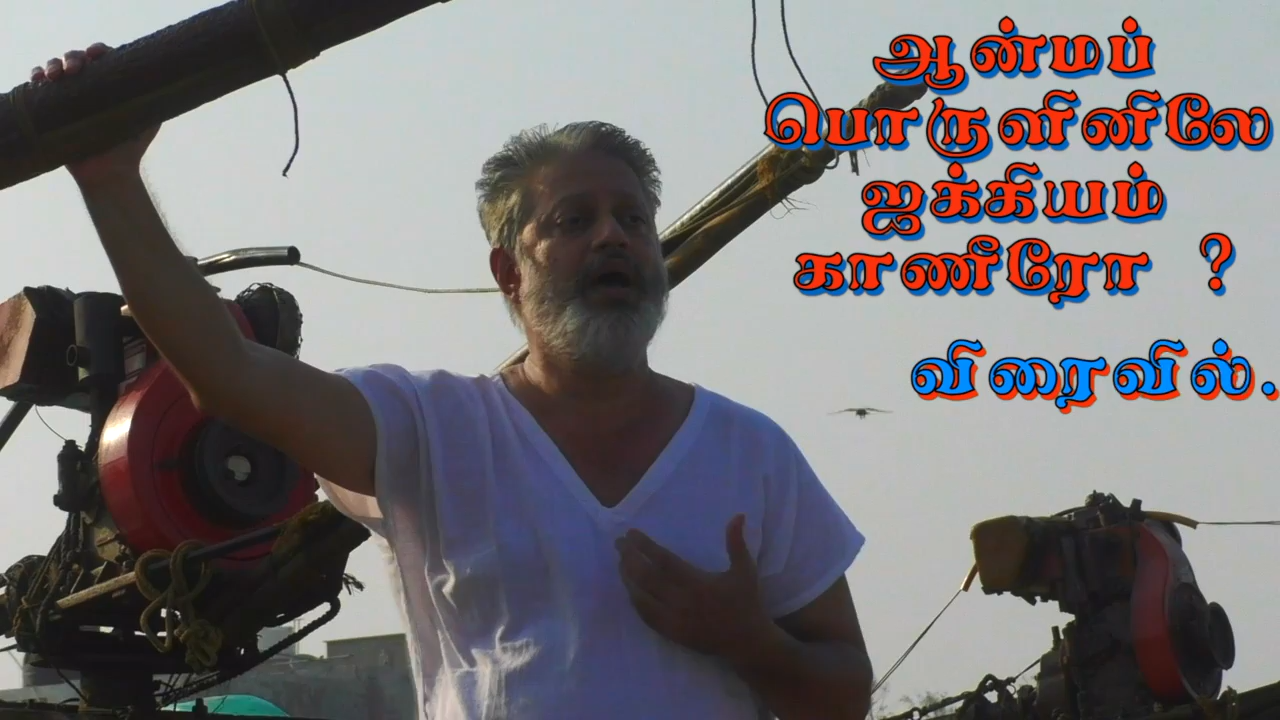 ஆன்மப்
பொருளினிலே
ஐக்கியம்
காணீரோ ?
விரைவில்.